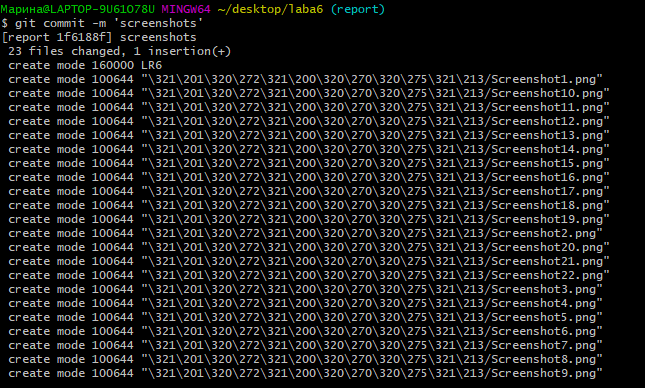 Марина@LAPTOP-9U61O78U MINGW64 ~/desktop/laba6 (report)
$ git commit -m 'screenshots'
[report 1f6188f] screenshots
 23 files changed, 1 insertion(+)
 create mode 160000 LR6
 create mode 100644 "\321\201\320\272\321\200\320\270\320\275\321\213/Screenshot1.png"
 create mode 100644 "\321\201\320\272\321\200\320\270\320\275\321\213/Screenshot10.png"
 create mode 100644 "\321\201\320\272\321\200\320\270\320\275\321\213/Screenshot11.png"
 create mode 100644 "\321\201\320\272\321\200\320\270\320\275\321\213/Screenshot12.png"
 create mode 100644 "\321\201\320\272\321\200\320\270\320\275\321\213/Screenshot13.png"
 create mode 100644 "\321\201\320\272\321\200\320\270\320\275\321\213/Screenshot14.png"
 create mode 100644 "\321\201\320\272\321\200\320\270\320\275\321\213/Screenshot15.png"
 create mode 100644 "\321\201\320\272\321\200\320\270\320\275\321\213/Screenshot16.png"
 create mode 100644 "\321\201\320\272\321\200\320\270\320\275\321\213/Screenshot17.png"
 create mode 100644 "\321\201\320\272\321\200\320\270\320\275\321\213/Screenshot18.png"
 create mode 100644 "\321\201\320\272\321\200\320\270\320\275\321\213/Screenshot19.png"
 create mode 100644 "\321\201\320\272\321\200\320\270\320\275\321\213/Screenshot2.png"
 create mode 100644 "\321\201\320\272\321\200\320\270\320\275\321\213/Screenshot20.png"
 create mode 100644 "\321\201\320\272\321\200\320\270\320\275\321\213/Screenshot21.png"
 create mode 100644 "\321\201\320\272\321\200\320\270\320\275\321\213/Screenshot22.png"
 create mode 100644 "\321\201\320\272\321\200\320\270\320\275\321\213/Screenshot3.png"
 create mode 100644 "\321\201\320\272\321\200\320\270\320\275\321\213/Screenshot4.png"
 create mode 100644 "\321\201\320\272\321\200\320\270\320\275\321\213/Screenshot5.png"
 create mode 100644 "\321\201\320\272\321\200\320\270\320\275\321\213/Screenshot6.png"
 create mode 100644 "\321\201\320\272\321\200\320\270\320\275\321\213/Screenshot7.png"
 create mode 100644 "\321\201\320\272\321\200\320\270\320\275\321\213/Screenshot8.png"
 create mode 100644 "\321\201\320\272\321\200\320\270\320\275\321\213/Screenshot9.png"